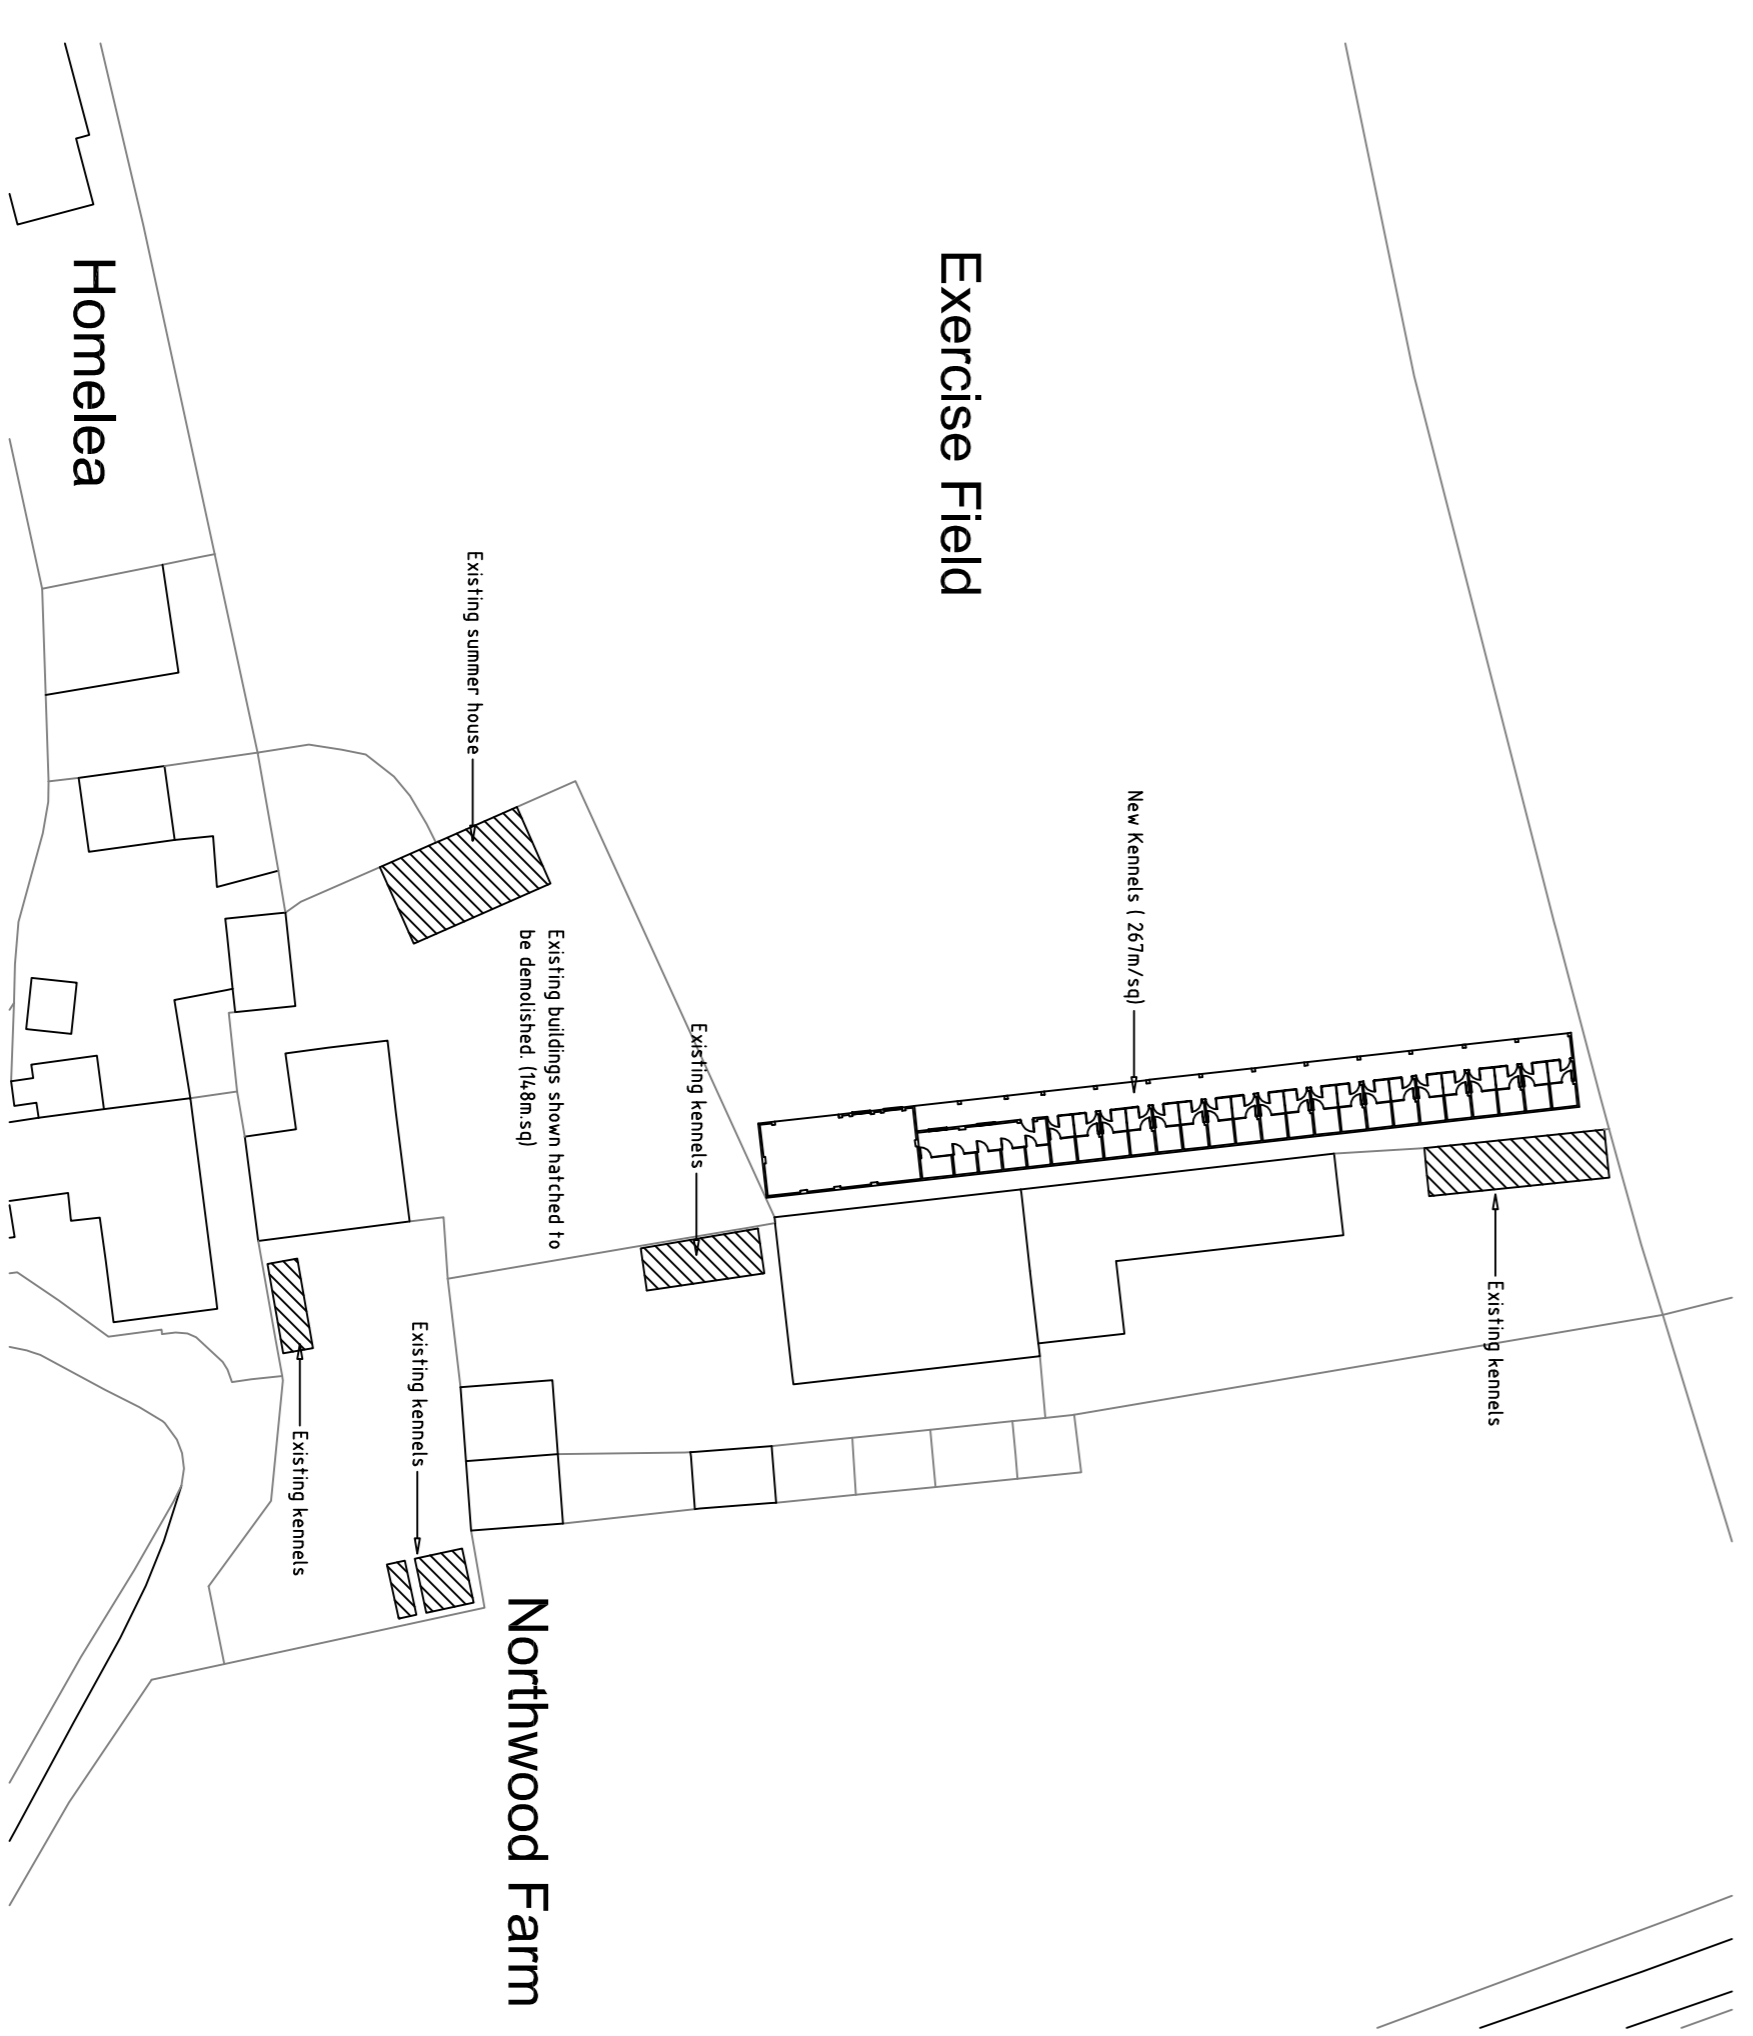 Existing kennels
New Kennels ( 267m/sq)
Exercise Field
Existing kennels
Existing buildings shown hatched to
be demolished. (148m.sq)
Northwood Farm
Existing summer house
Existing kennels
Existing kennels
Homelea